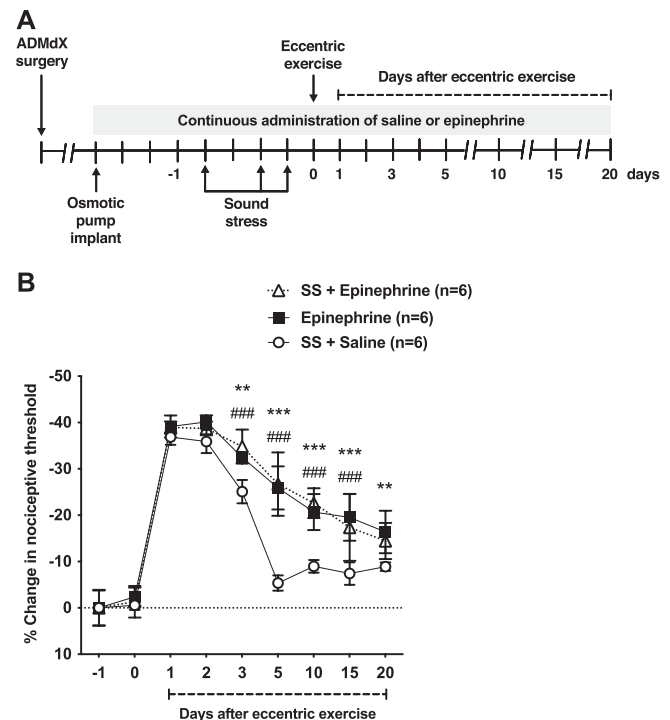 A
ADMdX
surgery
Eccentric
exercise
Days after eccentric exercise
Continuous administration of saline or epinephrine
-1 0 1 3 5 10 15 20 days
Osmotic
pump
implant
Sound
stress
B
SS + Epinephrine (n=6)
Epinephrine (n=6)
SS + Saline (n=6)
% Change in nociceptive threshold
-50
-40
-30
-20
-10
0
10
** *** *** *** **
### ### ### ###
-1 0 1 2 3 5 10 15 20
Days after eccentric exercise